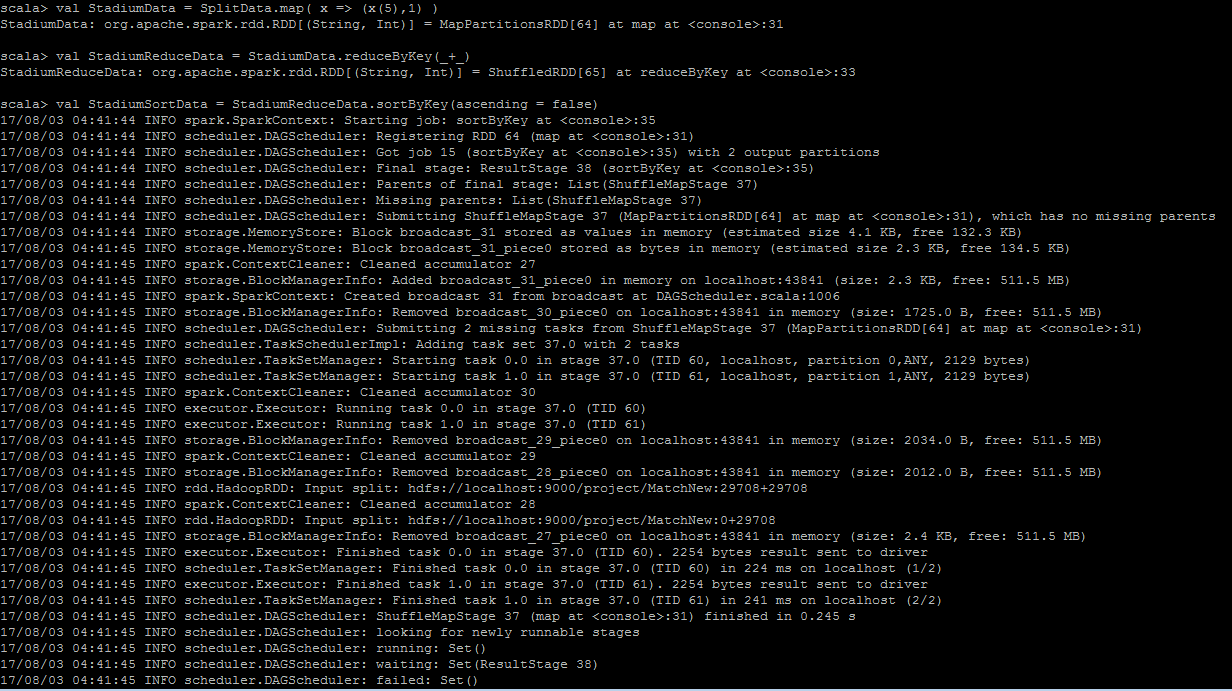 scala> val StadiumData = SplitData.map( x => (x(5),1) )
StadiumData: org.apache.spark.rdd.RDD[(String, Int)] = MapPartitionsRDD[64] at map at <console>:31
scala> val StadiumReduceData = StadiumData.reduceByKey(_+_)
StadiumReduceData: org.apache.spark.rdd.RDD[(String, Int)] = ShuffledRDD[65] at reduceByKey at <console>:33
scala> val StadiumSortData = StadiumReduceData.sortByKey(ascending = false)
17/08/03 04:41:44 INFO spark.SparkContext: Starting job: sortByKey at <console>:35
17/08/03 04:41:44 INFO scheduler.DAGScheduler: Registering RDD 64 (map at <console>:31)
17/08/03 04:41:44 INFO scheduler.DAGScheduler: Got job 15 (sortByKey at <console>:35) with 2 output partitions
17/08/03 04:41:44 INFO scheduler.DAGScheduler: Final stage: ResultStage 38 (sortByKey at <console>:35)
17/08/03 04:41:44 INFO scheduler.DAGScheduler: Parents of final stage: List(ShuffleMapStage 37)
17/08/03 04:41:44 INFO scheduler.DAGScheduler: Missing parents: List(ShuffleMapStage 37)
17/08/03 04:41:44 INFO scheduler.DAGScheduler: Submitting ShuffleMapStage 37 (MapPartitionsRDD[64] at map at <console>:31), which has no missing parents
17/08/03 04:41:44 INFO storage.MemoryStore: Block broadcast_31 stored as values in memory (estimated size 4.1 KB, free 132.3 KB)
17/08/03 04:41:45 INFO storage.MemoryStore: Block broadcast_31_piece0 stored as bytes in memory (estimated size 2.3 KB, free 134.5 KB)
17/08/03 04:41:45 INFO spark.ContextCleaner: Cleaned accumulator 27
17/08/03 04:41:45 INFO storage.BlockManagerInfo: Added broadcast_31_piece0 in memory on localhost:43841 (size: 2.3 KB, free: 511.5 MB)
17/08/03 04:41:45 INFO spark.SparkContext: Created broadcast 31 from broadcast at DAGScheduler.scala:1006
17/08/03 04:41:45 INFO storage.BlockManagerInfo: Removed broadcast_30_piece0 on localhost:43841 in memory (size: 1725.0 B, free: 511.5 MB)
17/08/03 04:41:45 INFO scheduler.DAGScheduler: Submitting 2 missing tasks from ShuffleMapStage 37 (MapPartitionsRDD[64] at map at <console>:31)
17/08/03 04:41:45 INFO scheduler.TaskSchedulerImpl: Adding task set 37.0 with 2 tasks
17/08/03 04:41:45 INFO scheduler.TaskSetManager: Starting task 0.0 in stage 37.0 (TID 60, localhost, partition 0,ANY, 2129 bytes)
17/08/03 04:41:45 INFO scheduler.TaskSetManager: Starting task 1.0 in stage 37.0 (TID 61, localhost, partition 1,ANY, 2129 bytes)
17/08/03 04:41:45 INFO spark.ContextCleaner: Cleaned accumulator 30
17/08/03 04:41:45 INFO executor.Executor: Running task 0.0 in stage 37.0 (TID 60)
17/08/03 04:41:45 INFO executor.Executor: Running task 1.0 in stage 37.0 (TID 61)
17/08/03 04:41:45 INFO storage.BlockManagerInfo: Removed broadcast_29_piece0 on localhost:43841 in memory (size: 2034.0 B, free: 511.5 MB)
17/08/03 04:41:45 INFO spark.ContextCleaner: Cleaned accumulator 29
17/08/03 04:41:45 INFO storage.BlockManagerInfo: Removed broadcast_28_piece0 on localhost:43841 in memory (size: 2012.0 B, free: 511.5 MB)
17/08/03 04:41:45 INFO rdd.HadoopRDD: Input split: hdfs://localhost:9000/project/MatchNew:29708+29708
17/08/03 04:41:45 INFO spark.ContextCleaner: Cleaned accumulator 28
17/08/03 04:41:45 INFO rdd.HadoopRDD: Input split: hdfs://localhost:9000/project/MatchNew:0+29708
17/08/03 04:41:45 INFO storage.BlockManagerInfo: Removed broadcast_27_piece0 on localhost:43841 in memory (size: 2.4 KB, free: 511.5 MB)
17/08/03 04:41:45 INFO executor.Executor: Finished task 0.0 in stage 37.0 (TID 60). 2254 bytes result sent to driver
17/08/03 04:41:45 INFO scheduler.TaskSetManager: Finished task 0.0 in stage 37.0 (TID 60) in 224 ms on localhost (1/2)
17/08/03 04:41:45 INFO executor.Executor: Finished task 1.0 in stage 37.0 (TID 61). 2254 bytes result sent to driver
17/08/03 04:41:45 INFO scheduler.TaskSetManager: Finished task 1.0 in stage 37.0 (TID 61) in 241 ms on localhost (2/2)
17/08/03 04:41:45 INFO scheduler.DAGScheduler: ShuffleMapStage 37 (map at <console>:31) finished in 0.245 s
17/08/03 04:41:45 INFO scheduler.DAGScheduler: looking for newly runnable stages
17/08/03 04:41:45 INFO scheduler.DAGScheduler: running: Set()
17/08/03 04:41:45 INFO scheduler.DAGScheduler: waiting: Set(ResultStage 38)
17/08/03 04:41:45 INFO scheduler.DAGScheduler: failed: Set()